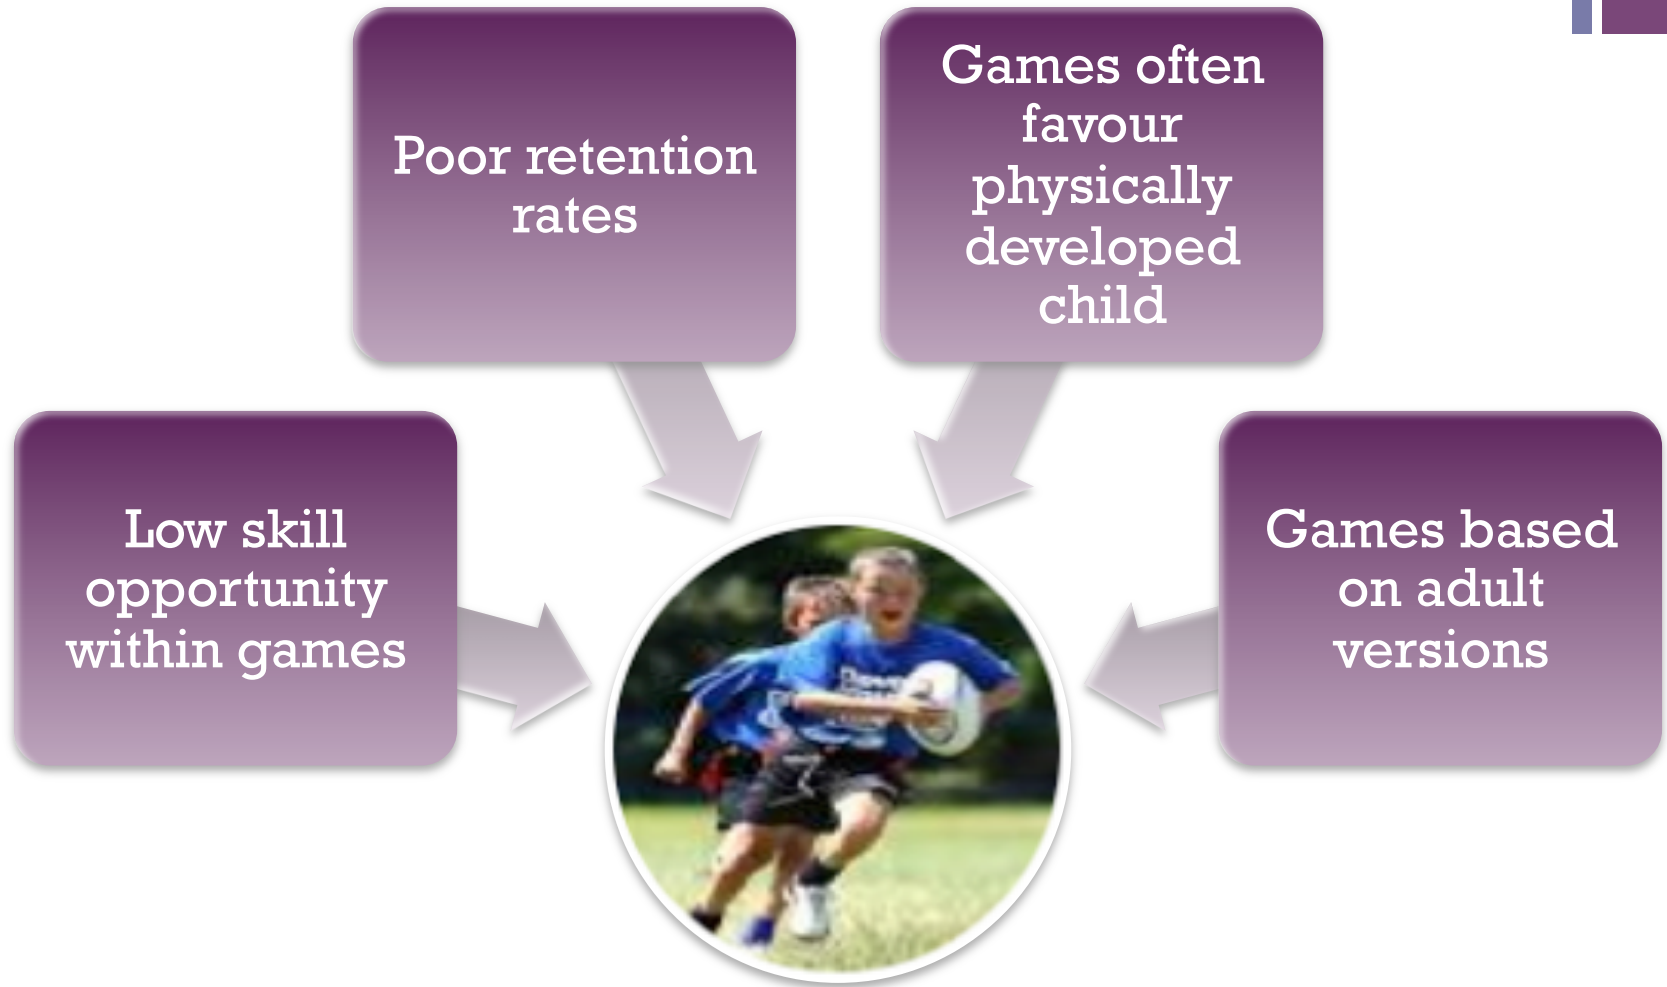 Poor retention
rates
Games often
favour
physically
developed
child
Low skill
opportunity
within games
Games based
on adult
versions